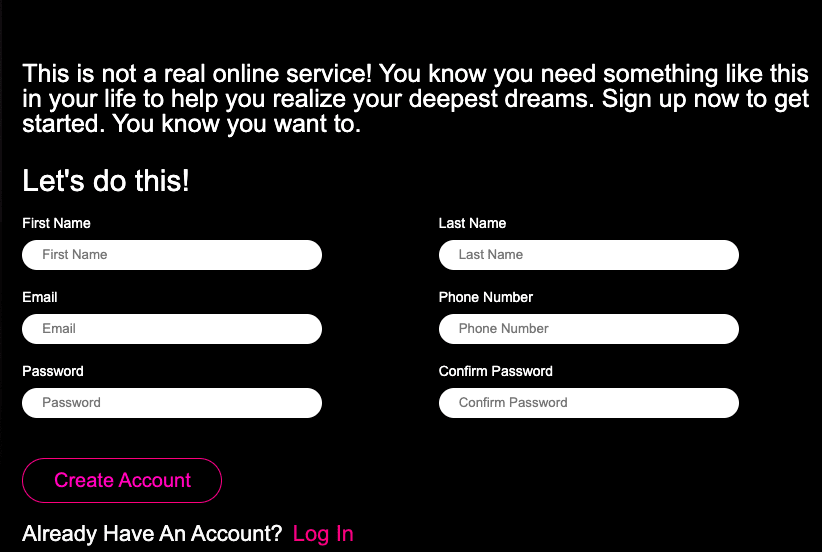 This is not a real online service! You know you need something like this
in your life to help you realize your deepest dreams. Sign up now to get
started. You know you want to.
Let's do this!
First Name
Last Name
First Name
Last Name
Email
Phone Number
Email
Phone Number
Password
Confirm Password
Password
Confirm Password
Create Account
Already Have An Account? Log In